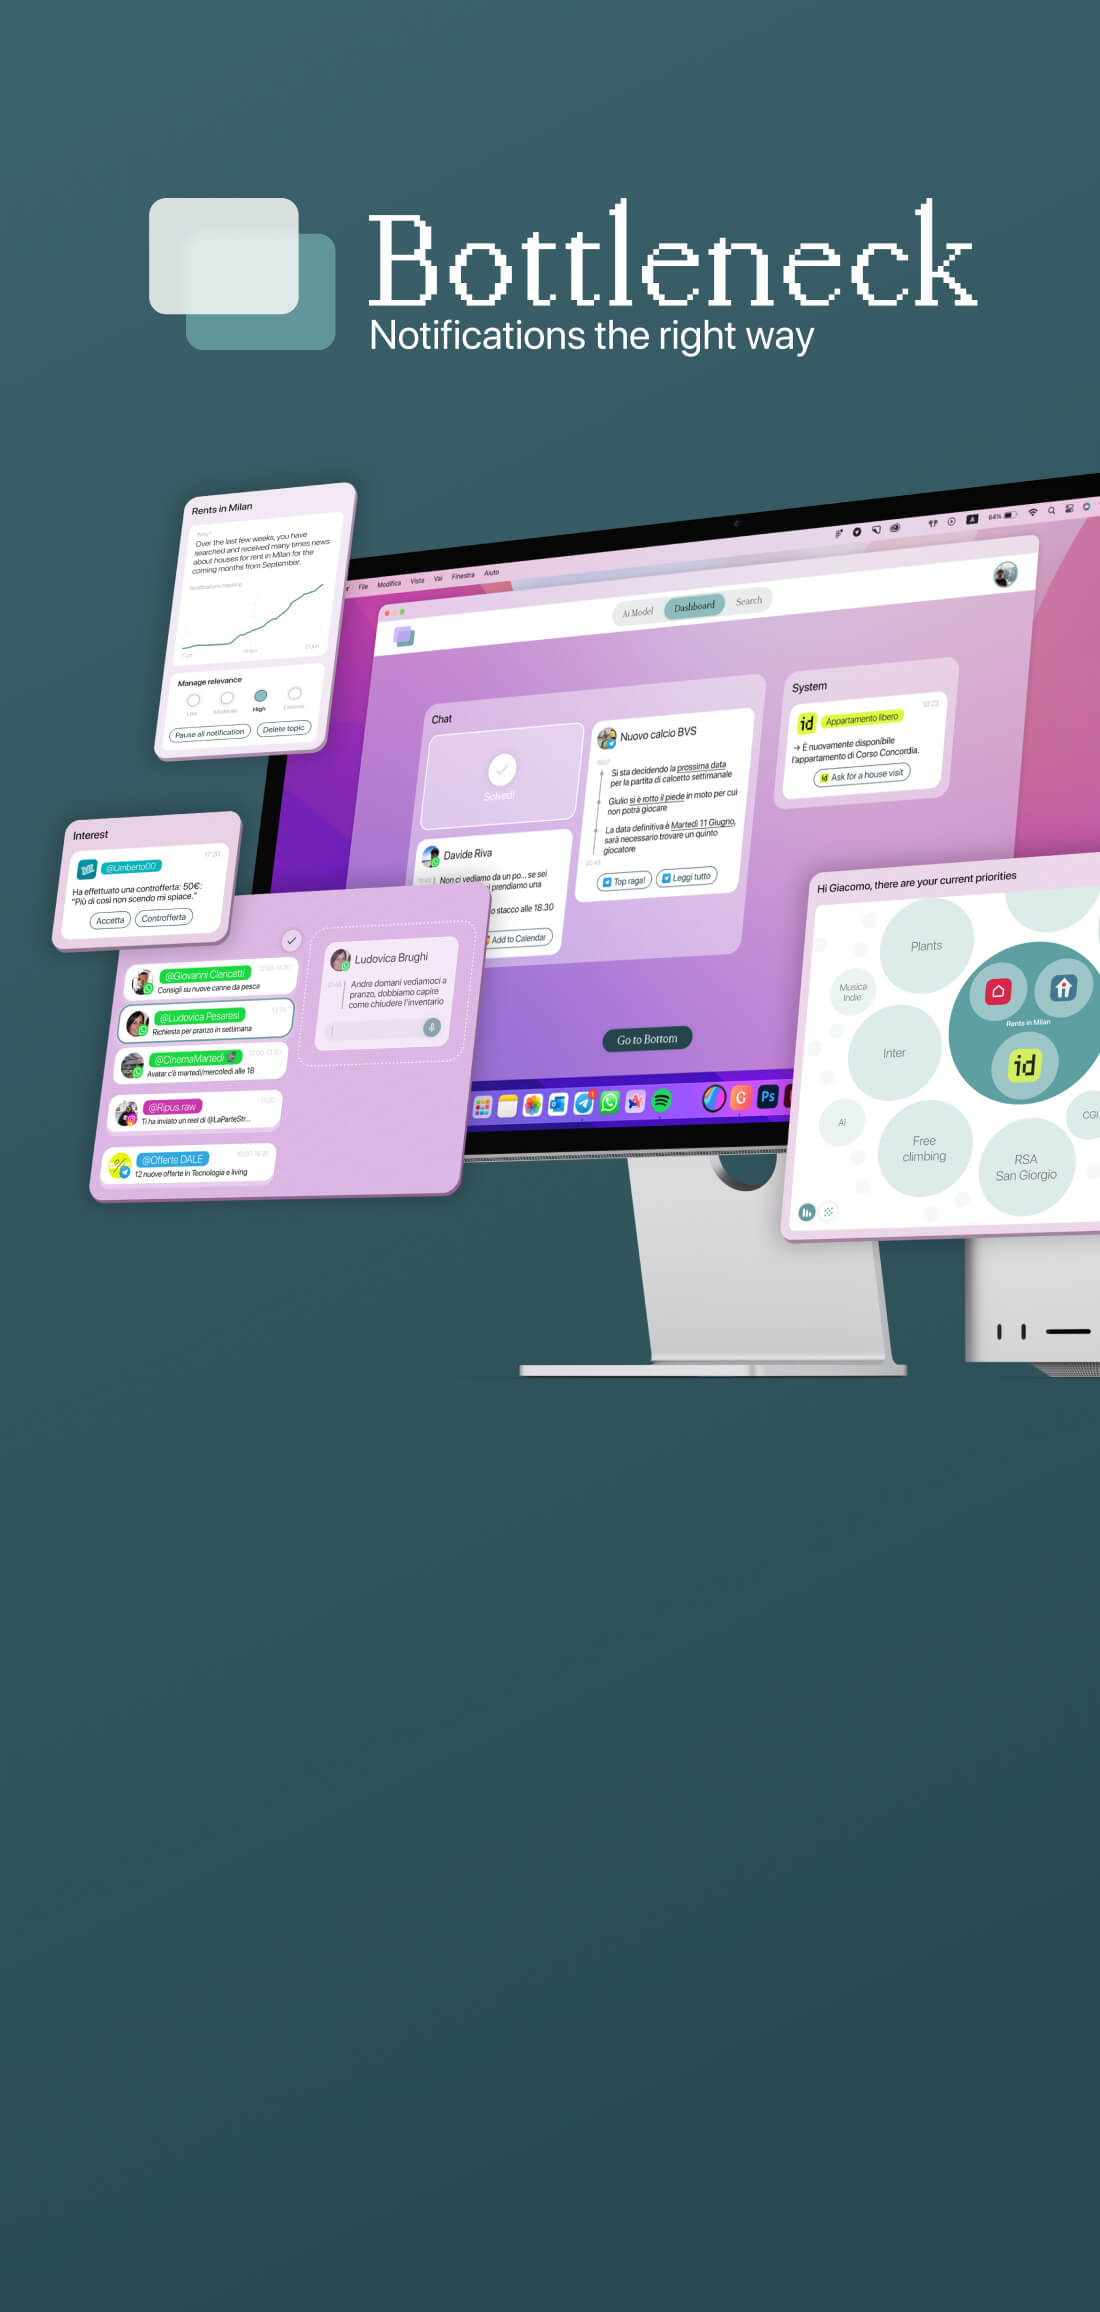 Bottleneck
Notifications the right way
Rents in Milan
Why?
Over the last few weeks, you have
searched and received many times news
about houses for rent in Milan for the
coming months from September.
Notifications tracking
Manage relevance
Low
Moderate
High
Extreme
Pause all notification
Delete topic
File Modifica Vista Vai Finestra Aiuto
84%
Ai Model
Dashboard
Search
Chat
Solved!
Nuovo calcio BVS
Si sta decidendo la prossima data
per la partita di calcetto settimanale
Giulio si è rotto il piede in moto per cui
non potrà giocare
La data definitiva è Martedì 11 Giugno,
sarà necessario trovare un quinto
giocatore
Top raga!
Leggi tutto
System
10:23
id
Appartamento libero
→ È nuovamente disponibile
l'appartamento di Corso Concordia.
id Ask for a house visit
Davide Riva
Non ci vediamo da un po... se sei
i prendiamo una
o stacco alle 18.30
Add to Calendar
Interest
17:20
@Umberto00
Ha effettuato una controfferta: 50€:
"Più di così non scendo mi spiace."
Accetta
Controfferta
@Giovanni Clericetti
Consigli su nuove canne da pesca
@Ludovica Pesaresi
Richiesta per pranzo in settimana
@CinemaMartedì
Avatar c'è martedì/mercoledì alle 18
@Ripus.raw
Ti ha inviato un reel di @LaParteStr...
@Offerte DALE
12 nuove offerte in Tecnologia e living
Ludovica Brughi
Andre domani vediamoci a
pranzo, dobbiamo capire
come chiudere l'inventario
Go to Bottom
Ps
Hi Giacomo, there are your current priorities
Plants
Musica
Indie
Inter
Rents in Milan
id
AI
Free
climbing
RSA
San Giorgio
CGI